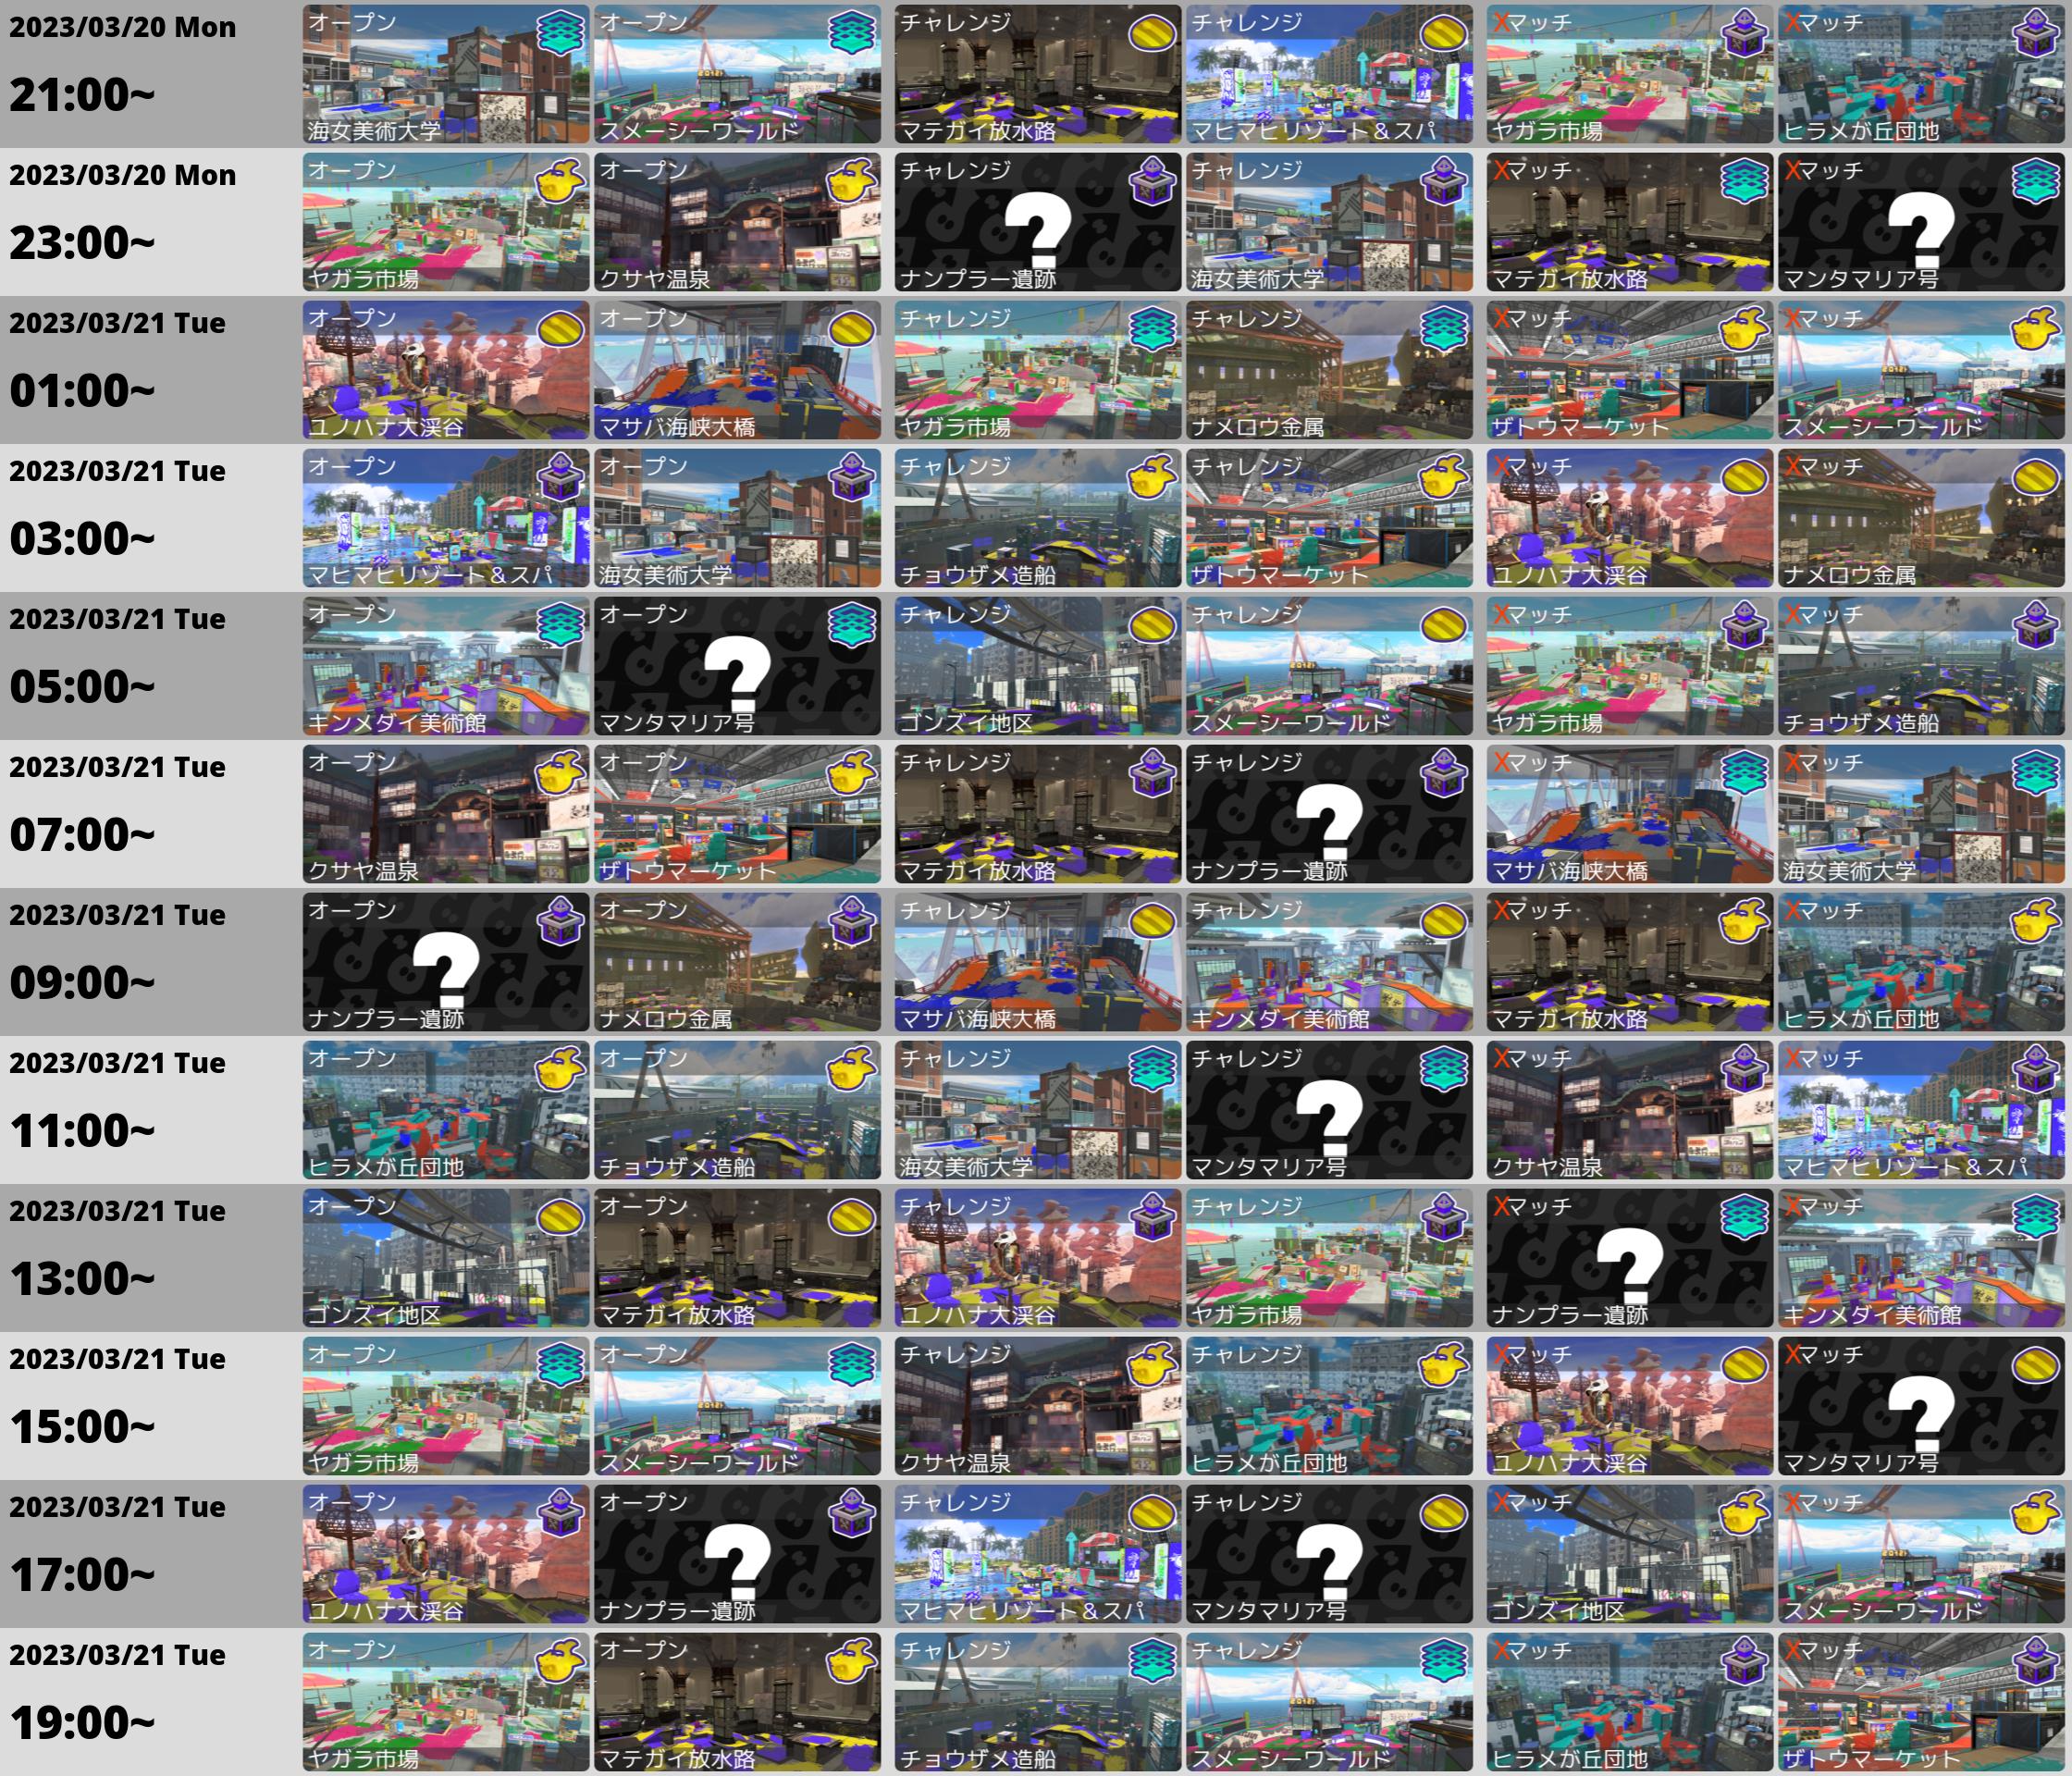 2023/03/20 Mon
21:00~
オープン オープン チャレンジ チャレンジ Xマッチ Xマッチ
海女美術大学 スメーシーワールド マテガイ放水路 マヒマヒリゾート&スパ ヤガラ市場 ヒラメが丘団地
2023/03/20 Mon
23:00~
オープン オープン チャレンジ チャレンジ Xマッチ Xマッチ
ヤガラ市場 クサヤ温泉 ナンプラー遺跡 海女美術大学 マテガイ放水路 マンタマリア号
2023/03/21 Tue
01:00~
オープン オープン チャレンジ チャレンジ Xマッチ Xマッチ
ユノハナ大渓谷 マサバ海峡大橋 ヤガラ市場 ナメロウ金属 ザトウマーケット スメーシーワールド
2023/03/21 Tue
03:00~
オープン オープン チャレンジ チャレンジ Xマッチ Xマッチ
マヒマヒリゾート&スパ 海女美術大学 チョウザメ造船 ザトウマーケット ユノハナ大渓谷 ナメロウ金属
2023/03/21 Tue
05:00~
オープン オープン チャレンジ チャレンジ Xマッチ Xマッチ
キンメダイ美術館 マンタマリア号 ゴンズイ地区 スメーシーワールド ヤガラ市場 チョウザメ造船
2023/03/21 Tue
07:00~
オープン オープン チャレンジ チャレンジ Xマッチ Xマッチ
クサヤ温泉 ザトウマーケット マテガイ放水路 ナンプラー遺跡 マサバ海峡大橋 海女美術大学
2023/03/21 Tue
09:00~
オープン オープン チャレンジ チャレンジ Xマッチ Xマッチ
ナンプラー遺跡 ナメロウ金属 マサバ海峡大橋 キンメダイ美術館 マテガイ放水路 ヒラメが丘団地
2023/03/21 Tue
11:00~
オープン オープン チャレンジ チャレンジ Xマッチ Xマッチ
ヒラメが丘団地 チョウザメ造船 海女美術大学 マンタマリア号 クサヤ温泉 マヒマヒリゾート&スパ
2023/03/21 Tue
13:00~
オープン オープン チャレンジ チャレンジ Xマッチ Xマッチ
ゴンズイ地区 マテガイ放水路 ユノハナ大渓谷 ヤガラ市場 ナンプラー遺跡 キンメダイ美術館
2023/03/21 Tue
15:00~
オープン オープン チャレンジ チャレンジ Xマッチ Xマッチ
ヤガラ市場 スメーシーワールド クサヤ温泉 ヒラメが丘団地 ユノハナ大渓谷 マンタマリア号
2023/03/21 Tue
17:00~
オープン オープン チャレンジ チャレンジ Xマッチ Xマッチ
ユノハナ大渓谷 ナンプラー遺跡 マヒマヒリゾート&スパ マンタマリア号 ゴンズイ地区 スメーシーワールド
2023/03/21 Tue
19:00~
オープン オープン チャレンジ チャレンジ Xマッチ Xマッチ
ヤガラ市場 マテガイ放水路 チョウザメ造船 スメーシーワールド ヒラメが丘団地 ザトウマーケット